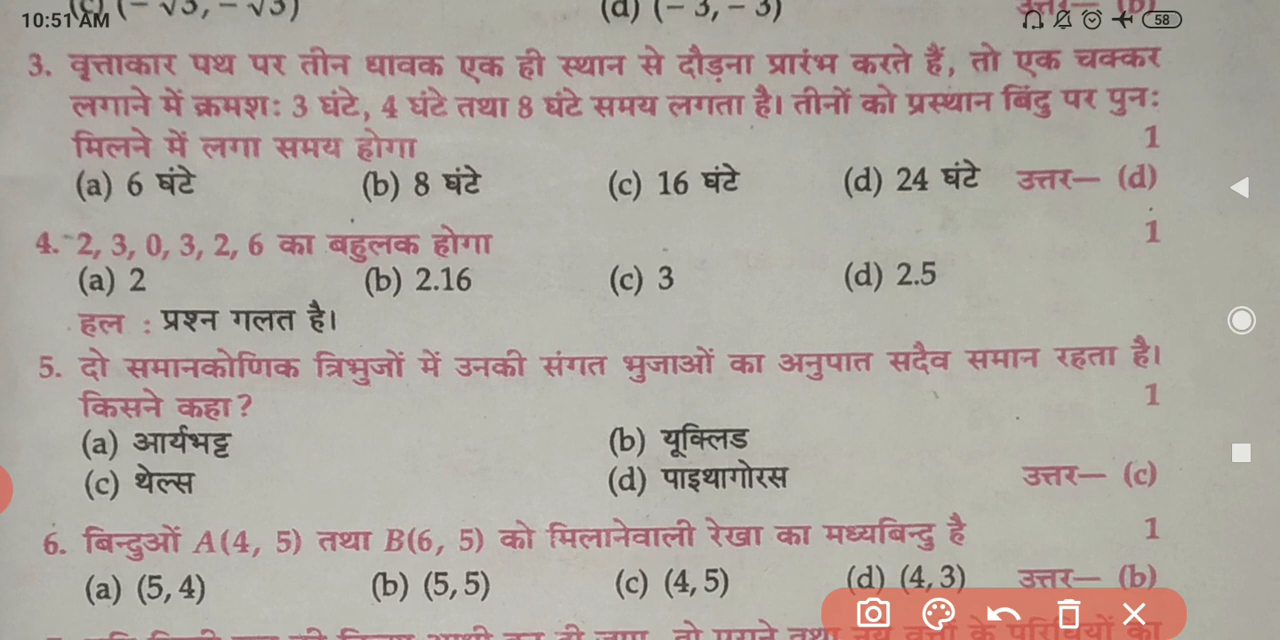 10:51 AM
58
(d) (– 3, – 3)
3. वृत्ताकार पथ पर तीन धावक एक ही स्थान से दौड़ना प्रारंभ करते हैं, तो एक चक्कर
लगाने में क्रमशः 3 घंटे, 4 घंटे तथा 8 घंटे समय लगता है। तीनों को प्रस्थान बिंदु पर पुनः
मिलने में लगा समय होगा 1
(a) 6 घंटे (b) 8 घंटे (c) 16 घंटे (d) 24 घंटे उत्तर— (d)
4. 2, 3, 0, 3, 2, 6 का बहुलक होगा 1
(a) 2 (b) 2.16 (c) 3 (d) 2.5
हल : प्रश्न गलत है।
5. दो समानकोणिक त्रिभुजों में उनकी संगत भुजाओं का अनुपात सदैव समान रहता है।
किसने कहा? 1
(a) आर्यभट्ट (b) यूक्लिड
(c) थेल्स (d) पाइथागोरस उत्तर— (c)
6. बिन्दुओं A(4, 5) तथा B(6, 5) को मिलानेवाली रेखा का मध्यबिन्दु है 1
(a) (5, 4) (b) (5, 5) (c) (4, 5) (d) (4, 3) उत्तर— (b)